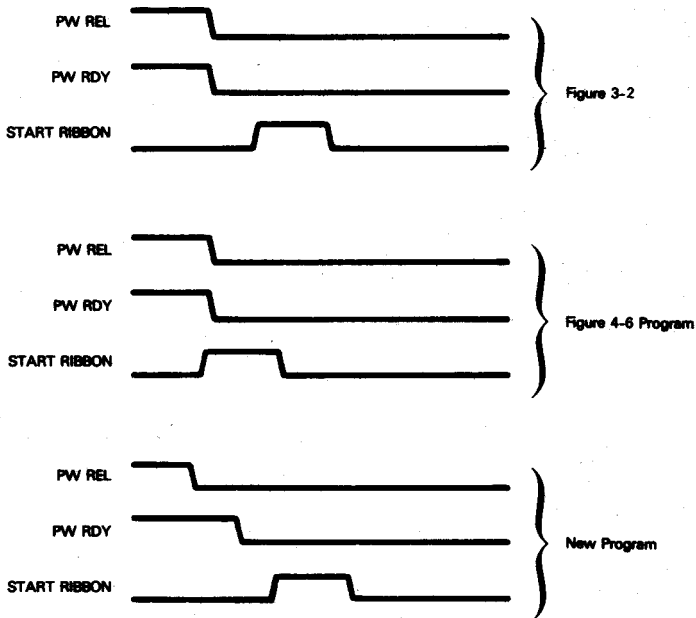 PW REL
PW RDY
START RIBBON
Figure 3-2
PW REL
PW RDY
START RIBBON
Figure 4-6 Program
PW REL
PW RDY
START RIBBON
New Program